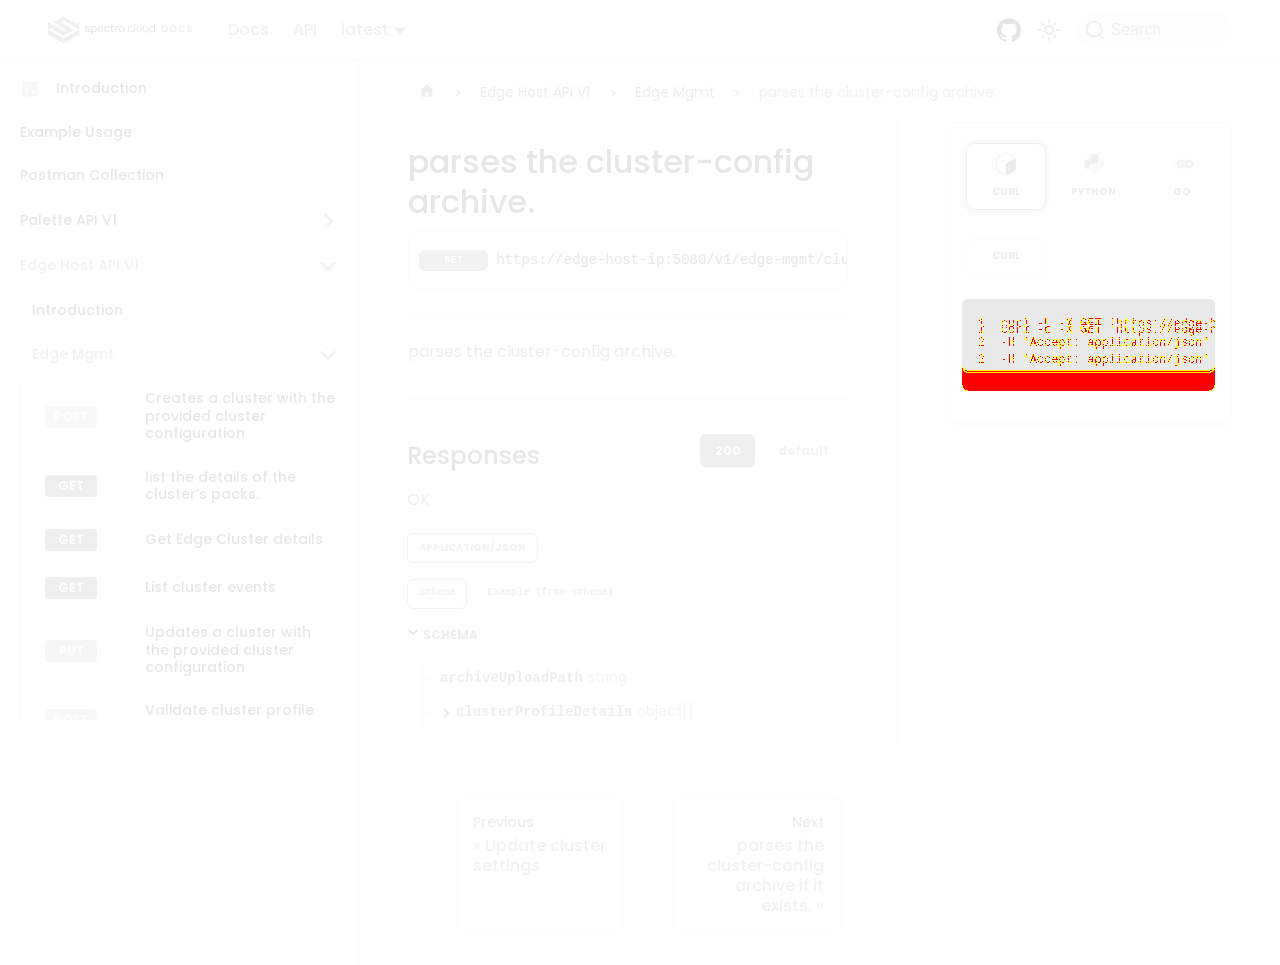 spectro cloud DOCS
Docs
API
latest
Search
Introduction
Example Usage
Postman Collection
Palette API V1
Edge Host API V1
Introduction
Edge Mgmt
POST
Creates a cluster with the
provided cluster
configuration
GET
list the details of the
cluster's packs.
GET
Get Edge Cluster details
GET
List cluster events
PUT
Updates a cluster with
the provided cluster
configuration
Validate cluster profile
Edge Host API V1
Edge Mgmt
parses the cluster-config archive.
parses the cluster-config
archive.
GET
https://edge-host-ip:5080/v1/edge-mgmt/clu
parses the cluster-config archive.
Responses
200
default
OK
APPLICATION/JSON
Schema
Example (from schema)
SCHEMA
archiveUploadPath string
clusterProfileDetails object[]
Previous
« Update cluster
settings
Next
parses the
cluster-config
archive if it
exists. »
CURL
PYTHON
GO
CURL
2 -H 'Accept: application/json'
2 -H 'Accept: application/json'